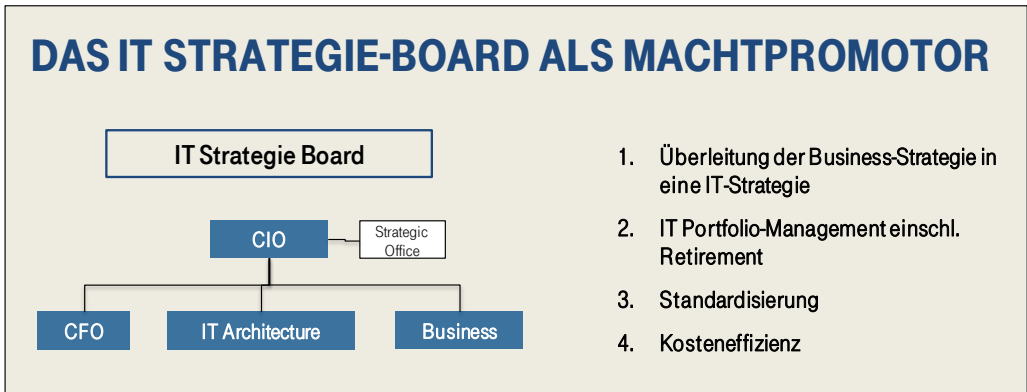 DAS IT STRATEGIE-BOARD ALS MACHTPROMOTOR
IT Strategie Board
CIO
Strategic
Office
CFO
IT Architecture
Business
1. Überleitung der Business-Strategie in
eine IT-Strategie
2. IT Portfolio-Management einschl.
Retirement
3. Standardisierung
4. Kosteneffizienz